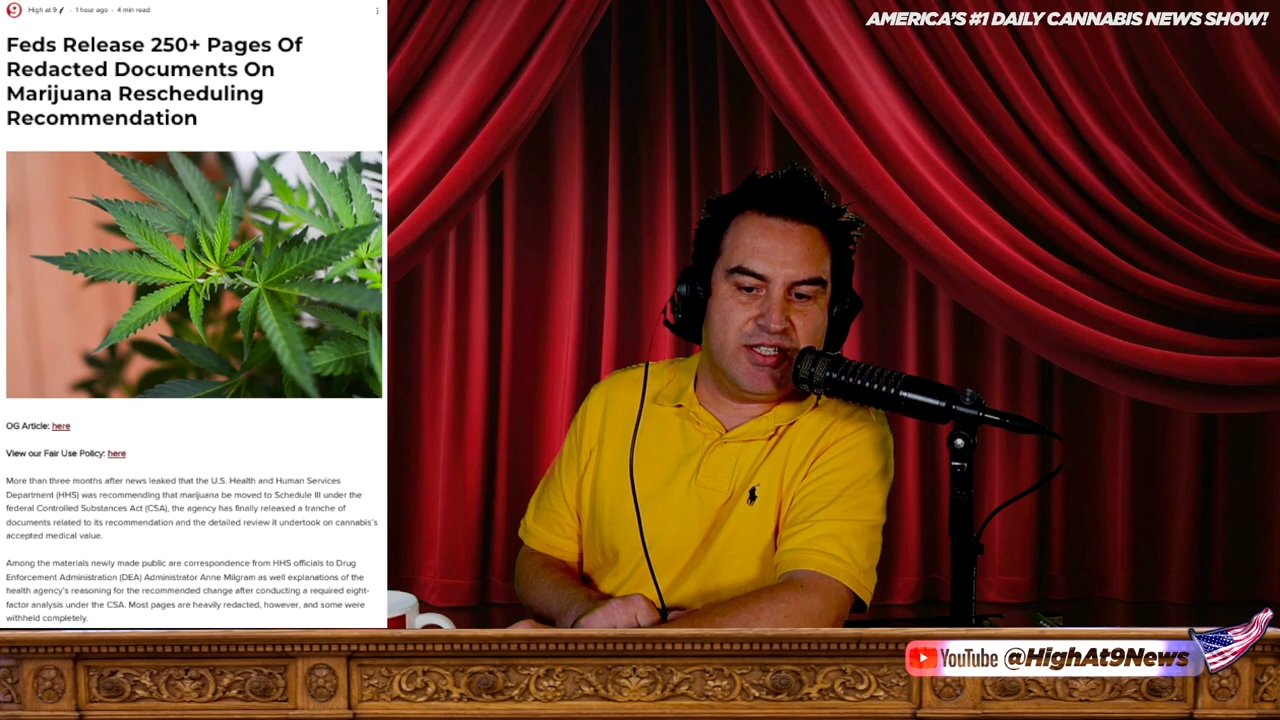 High at 9 · 1 hour ago · 4 min read
Feds Release 250+ Pages Of
Redacted Documents On
Marijuana Rescheduling
Recommendation
OG Article: here
View our Fair Use Policy: here
More than three months after news leaked that the U.S. Health and Human Services
Department (HHS) was recommending that marijuana be moved to Schedule III under the
federal Controlled Substances Act (CSA), the agency has finally released a tranche of
documents related to its recommendation and the detailed review it undertook on cannabis's
accepted medical value.
Among the materials newly made public are correspondence from HHS officials to Drug
Enforcement Administration (DEA) Administrator Anne Milgram as well explanations of the
health agency's reasoning for the recommended change after conducting a required eight-
factor analysis under the CSA. Most pages are heavily redacted, however, and some were
withheld completely.
AMERICA'S #1 DAILY CANNABIS NEWS SHOW!
YouTube @HighAt9News